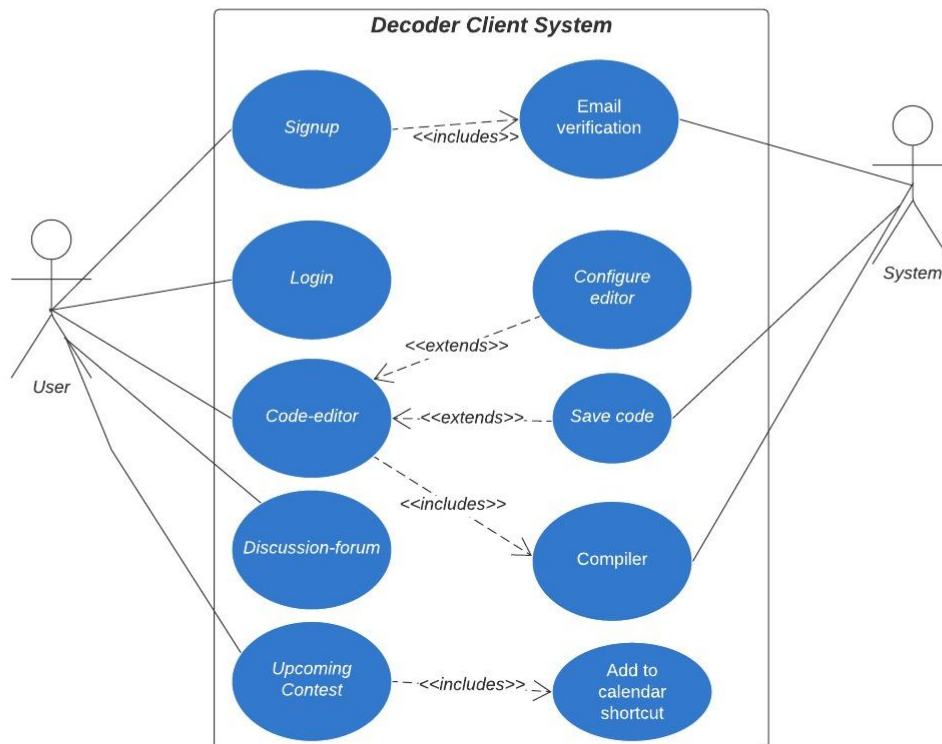 Decoder Client System
Signup
<<includes>>
Email
verification
System
Login
Configure
editor
<<extends>>
User
Code-editor
<<extends>>
Save code
<<includes>>
Discussion-forum
Compiler
Upcoming
Contest
<<includes>>
Add to
calendar
shortcut